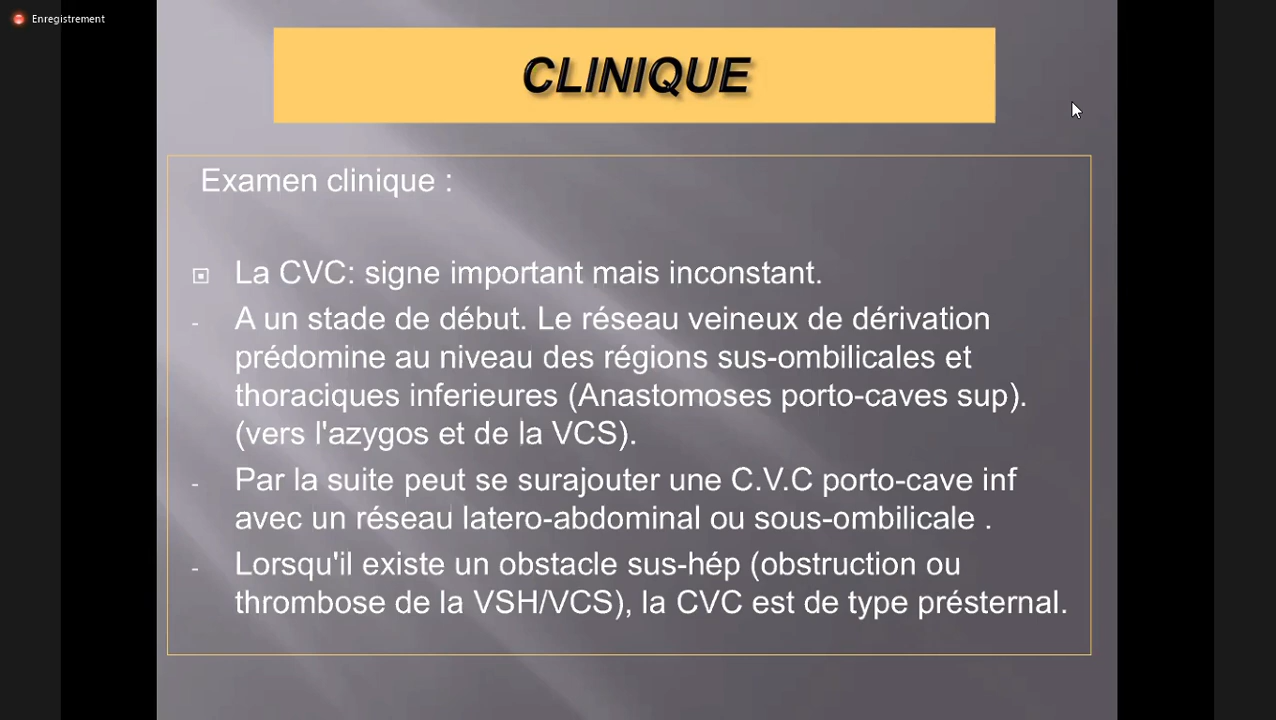 Enregistrement
CLINIQUE
Examen clinique :
La CVC: signe important mais inconstant.
- A un stade de début. Le réseau veineux de dérivation
prédomine au niveau des régions sus-ombilicales et
thoraciques inferieures (Anastomoses porto-caves sup).
(vers l'azygos et de la VCS).
- Par la suite peut se surajouter une C.V.C porto-cave inf
avec un réseau latero-abdominal ou sous-ombilicale .
- Lorsqu'il existe un obstacle sus-hép (obstruction ou
thrombose de la VSH/VCS), la CVC est de type présternal.